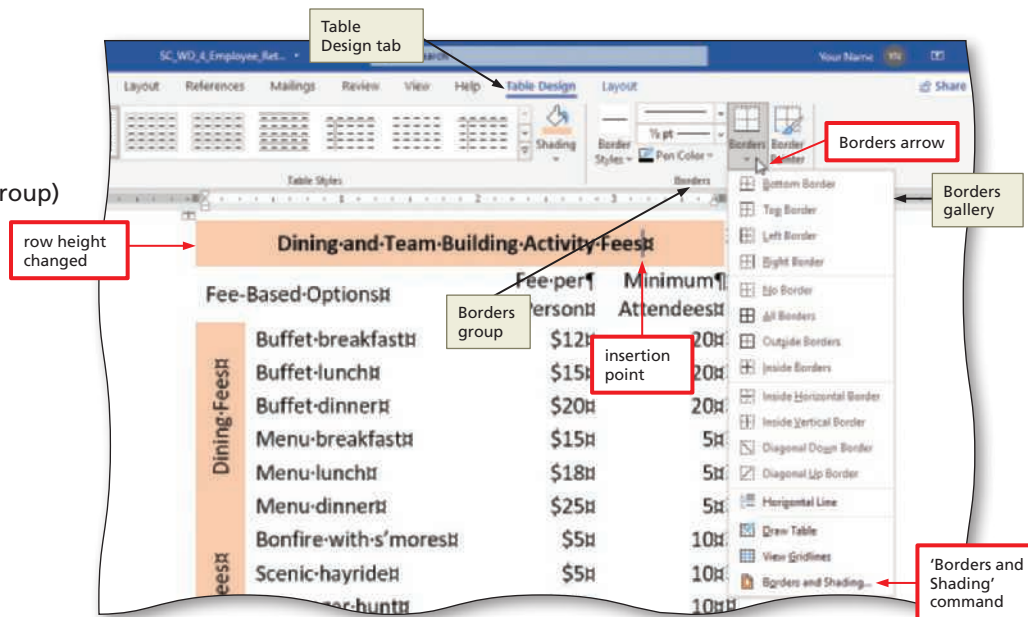 Table
Design tab
SC_WD_4_Employee_Ret...
Your Name
YN
Layout References Mailings Review View Help Table Design Layout
Share
Shading
Border
Styles
½ pt
Pen Color
Borders
Border
Painter
Table Styles
Borders
Borders arrow
Borders
gallery
roup)
row height
changed
Dining·and·Team·Building·Activity·Fees¤
Fee-Based·Options¤
Fee·per¶
Person¤
Minimum¶
Attendees¤
Borders
group
insertion
point
Dining·Fees¤
Buffet·breakfast¤ $12¤ 20¤
Buffet·lunch¤ $15¤ 20¤
Buffet·dinner¤ $20¤ 20¤
Menu·breakfast¤ $15¤ 5¤
Menu·lunch¤ $18¤ 5¤
Menu·dinner¤ $25¤ 5¤
Bonfire·with·s’mores¤ $5¤ 10¤
Scenic·hayride¤ $5¤ 10¤
ees¤
er·hunt¤ 10¤
Bottom Border
Top Border
Left Border
Right Border
No Border
All Borders
Outside Borders
Inside Borders
Inside Horizontal Border
Inside Vertical Border
Diagonal Down Border
Diagonal Up Border
Horizontal Line
Draw Table
View Gridlines
Borders and Shading...
‘Borders and
Shading’
command